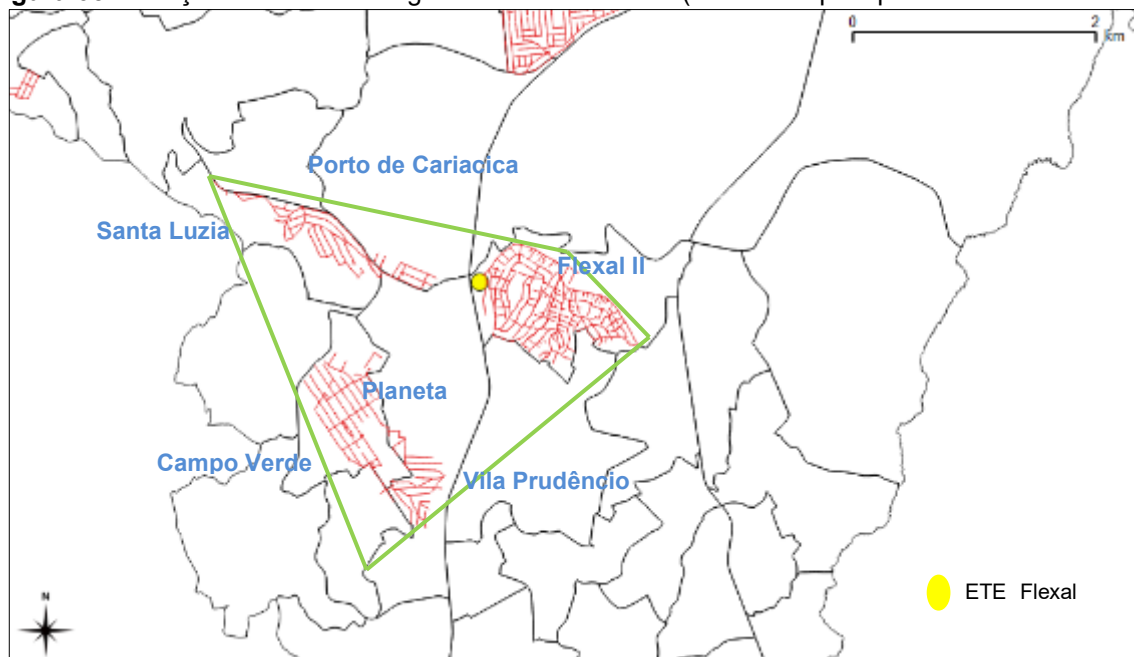 0 2
km
Porto de Cariacica
Santa Luzia
Flexal II
Planeta
Campo Verde
Vila Prudêncio
N
ETE Flexal